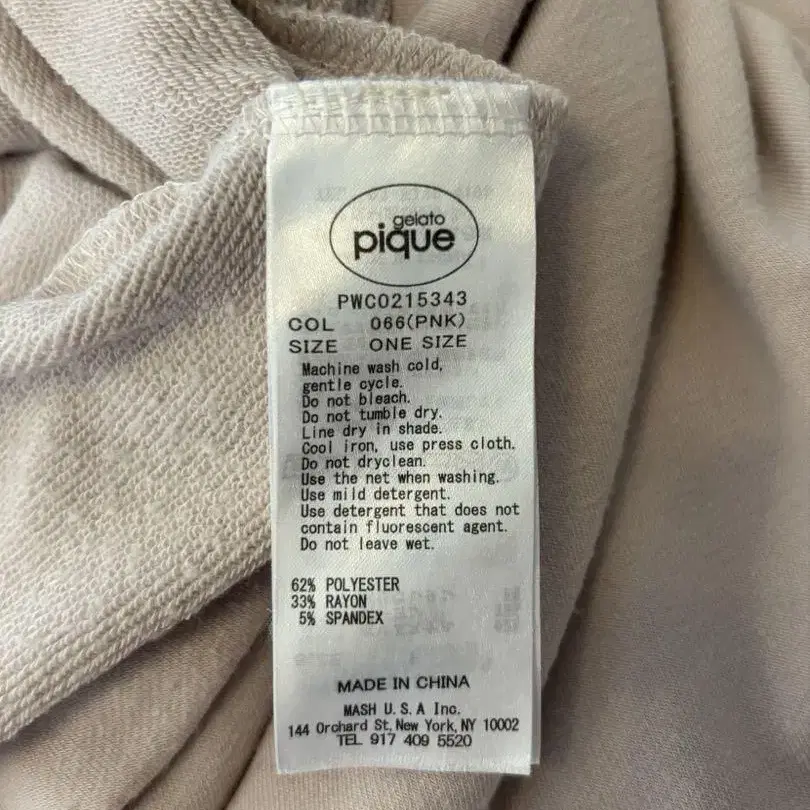 gelato
pique
PWC0215343
COL 066(PNK)
SIZE ONE SIZE
Machine wash cold,
gentle cycle.
Do not bleach.
Do not tumble dry.
Line dry in shade.
Cool iron, use press cloth.
Do not dryclean.
Use the net when washing.
Use mild detergent.
Use detergent that does not
contain fluorescent agent.
Do not leave wet.
62% POLYESTER
33% RAYON
5% SPANDEX
MADE IN CHINA
MASH U.S.A Inc.
144 Orchard St, New York, NY 10002
TEL 917 409 5520